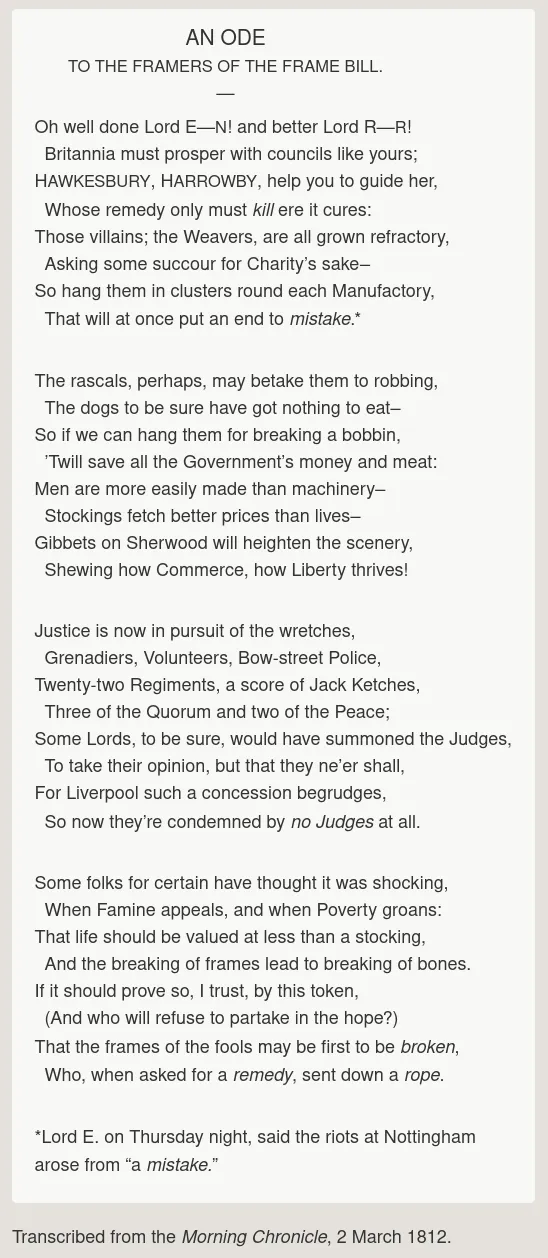 AN ODE
TO THE FRAMERS OF THE FRAME BILL.
—
Oh well done Lord E—N! and better Lord R—R!
Britannia must prosper with councils like yours;
HAWKESBURY, HARROWBY, help you to guide her,
Whose remedy only must kill ere it cures:
Those villains; the Weavers, are all grown refractory,
Asking some succour for Charity’s sake–
So hang them in clusters round each Manufactory,
That will at once put an end to mistake.*
The rascals, perhaps, may betake them to robbing,
The dogs to be sure have got nothing to eat–
So if we can hang them for breaking a bobbin,
’Twill save all the Government’s money and meat:
Men are more easily made than machinery–
Stockings fetch better prices than lives–
Gibbets on Sherwood will heighten the scenery,
Shewing how Commerce, how Liberty thrives!
Justice is now in pursuit of the wretches,
Grenadiers, Volunteers, Bow-street Police,
Twenty-two Regiments, a score of Jack Ketches,
Three of the Quorum and two of the Peace;
Some Lords, to be sure, would have summoned the Judges,
To take their opinion, but that they ne’er shall,
For Liverpool such a concession begrudges,
So now they’re condemned by no Judges at all.
Some folks for certain have thought it was shocking,
When Famine appeals, and when Poverty groans:
That life should be valued at less than a stocking,
And the breaking of frames lead to breaking of bones.
If it should prove so, I trust, by this token,
(And who will refuse to partake in the hope?)
That the frames of the fools may be first to be broken,
Who, when asked for a remedy, sent down a rope.
*Lord E. on Thursday night, said the riots at Nottingham
arose from “a mistake.”
Transcribed from the Morning Chronicle, 2 March 1812.